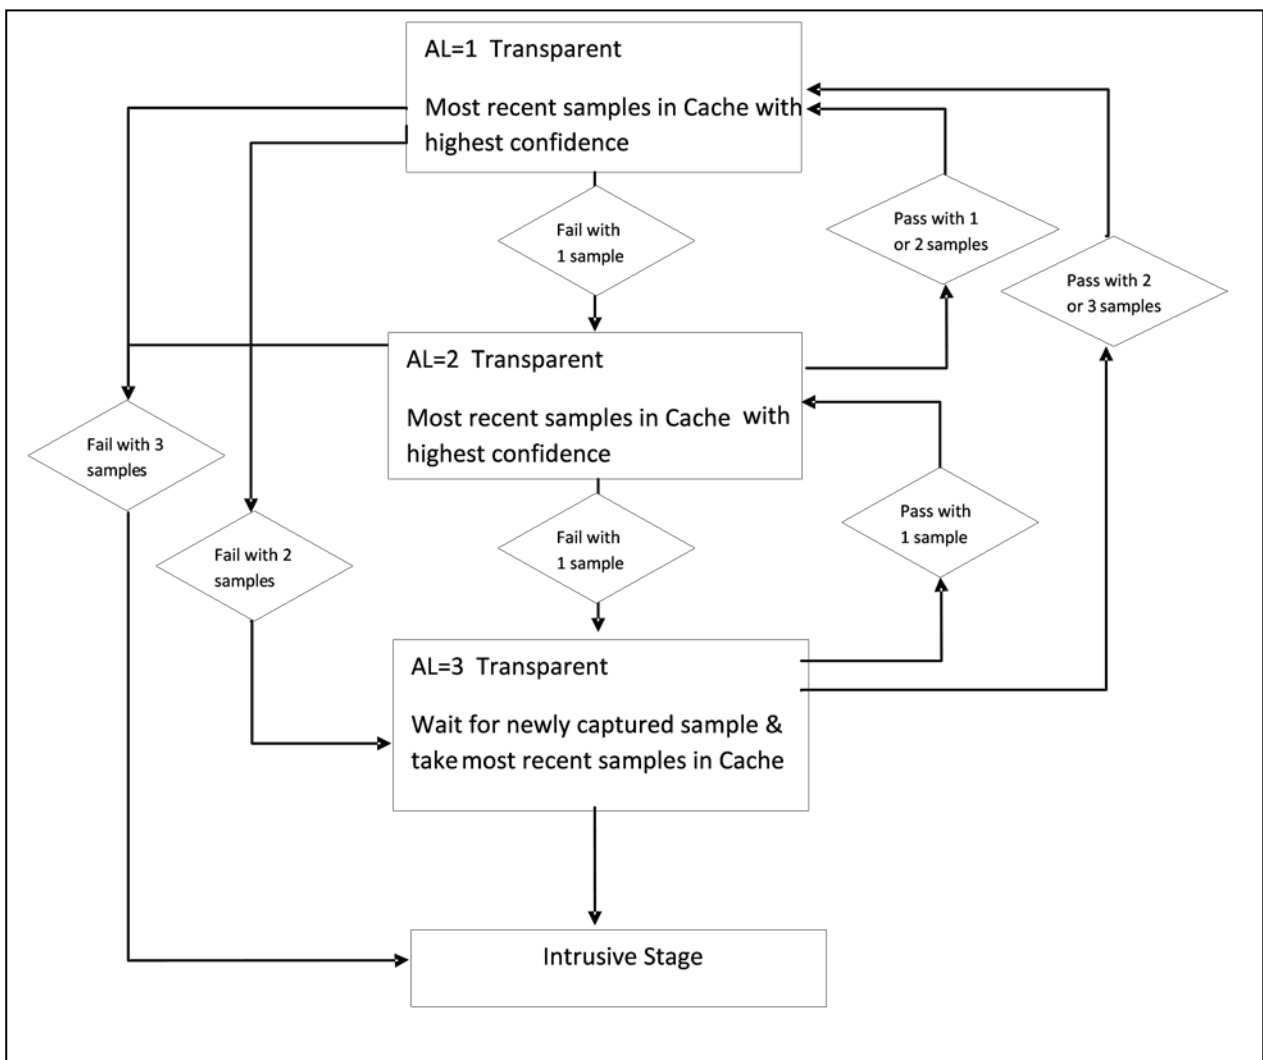 AL=1 Transparent
Most recent samples in Cache with
highest confidence
Fail with
1 sample
Pass with 1
or 2 samples
Pass with 2
or 3 samples
AL=2 Transparent
Most recent samples in Cache with
highest confidence
Fail with 3
samples
Fail with 2
samples
Fail with
1 sample
Pass with
1 sample
AL=3 Transparent
Wait for newly captured sample &
take most recent samples in Cache
Intrusive Stage